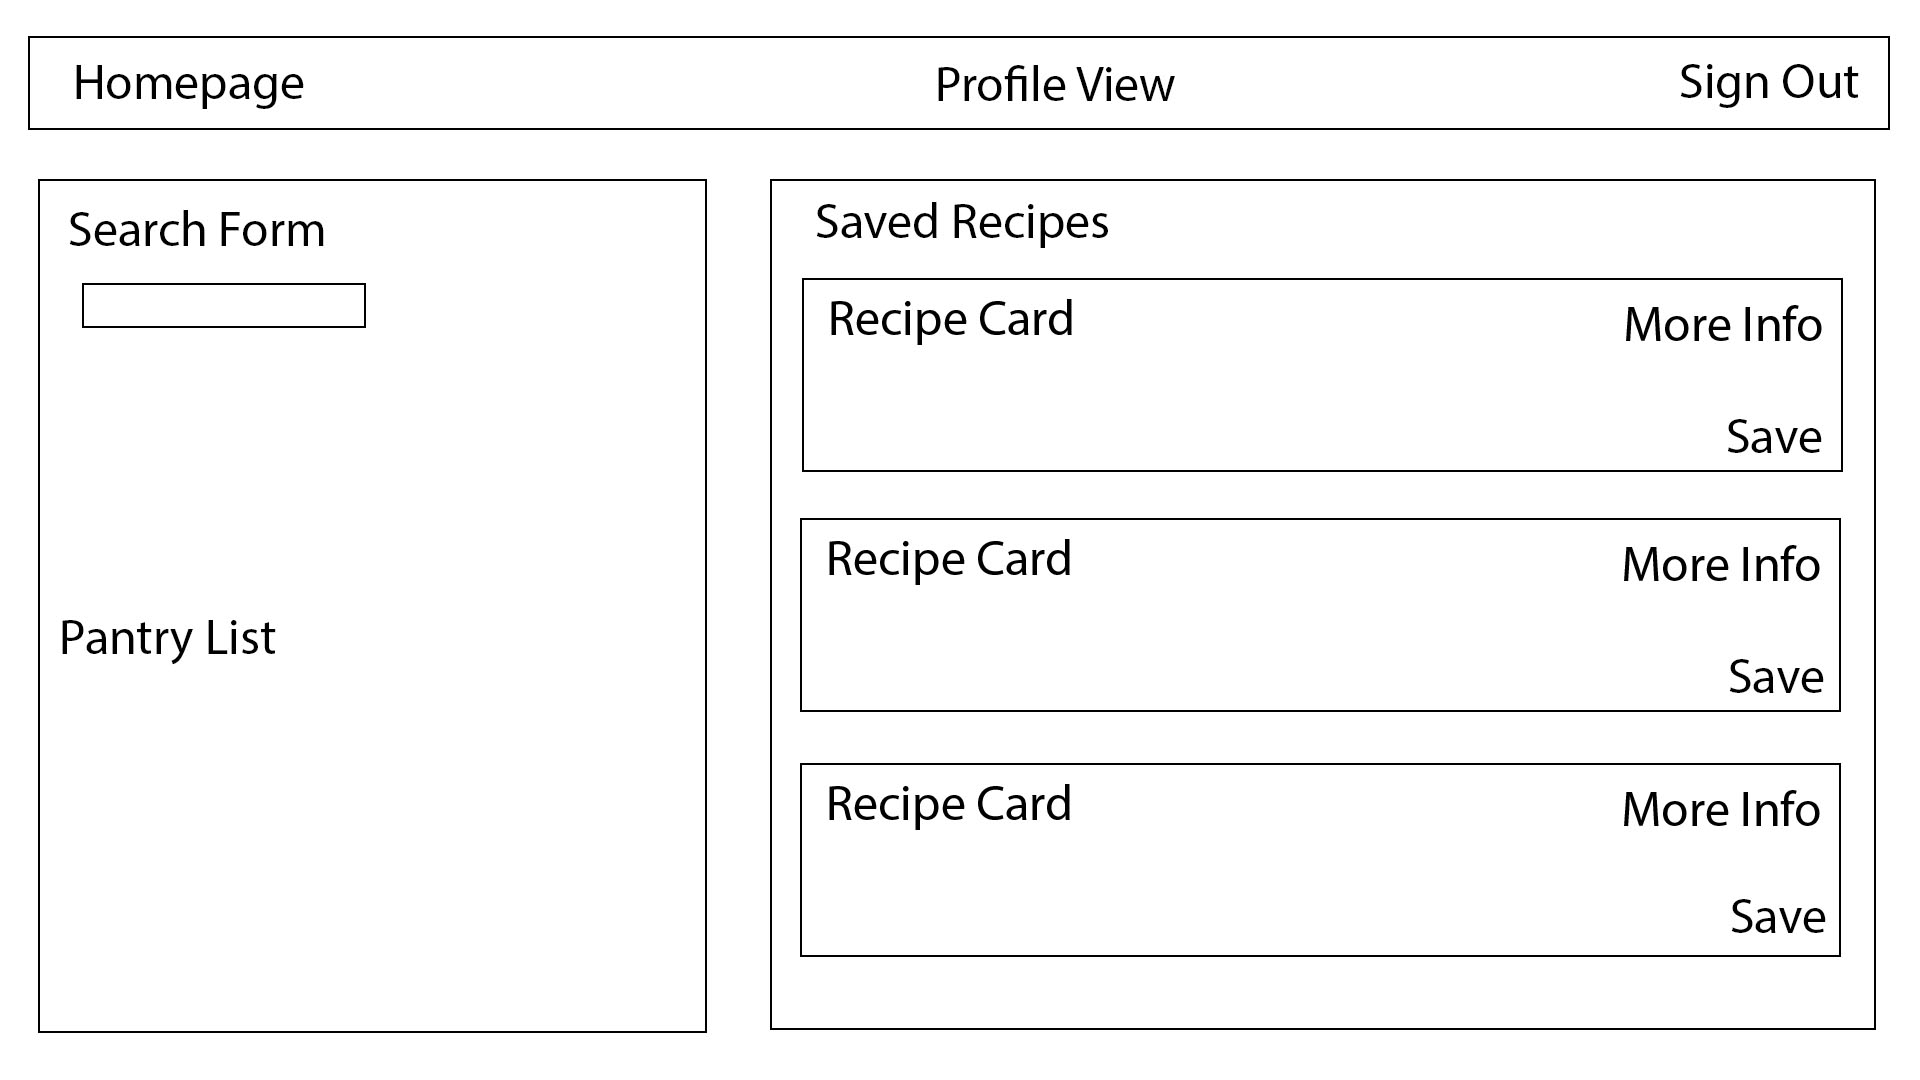 Homepage
Profile View
Sign Out
Search Form
Pantry List
Saved Recipes
Recipe Card
More Info
Save
Recipe Card
More Info
Save
Recipe Card
More Info
Save